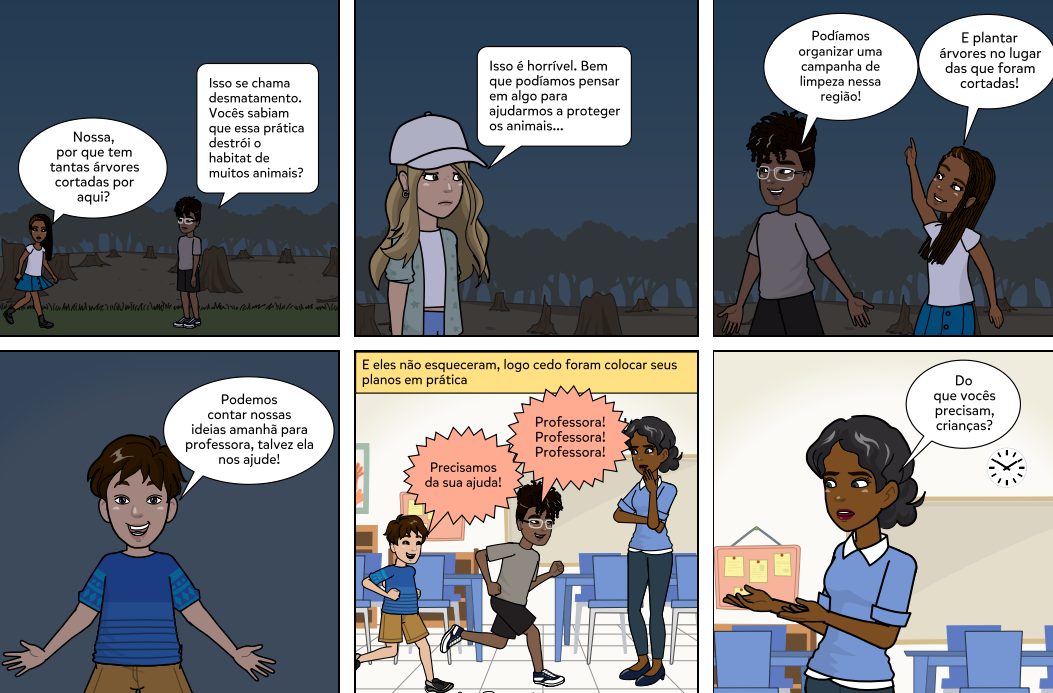 Nossa,
por que tem
tantas árvores
cortadas por
aqui?
Isso se chama
desmatamento.
Vocês sabiam
que essa prática
destrói o
habitat de
muitos animais?
Isso é horrível. Bem
que podíamos pensar
em algo para
ajudarmos a proteger
os animais...
Podíamos
organizar uma
campanha de
limpeza nessa
região!
E plantar
árvores no lugar
das que foram
cortadas!
Podemos
contar nossas
ideias amanhã para
professora, talvez ela
nos ajude!
E eles não esqueceram, logo cedo foram colocar seus
planos em prática
Precisamos
da sua ajuda!
Professora!
Professora!
Professora!
Do
que vocês
precisam,
crianças?